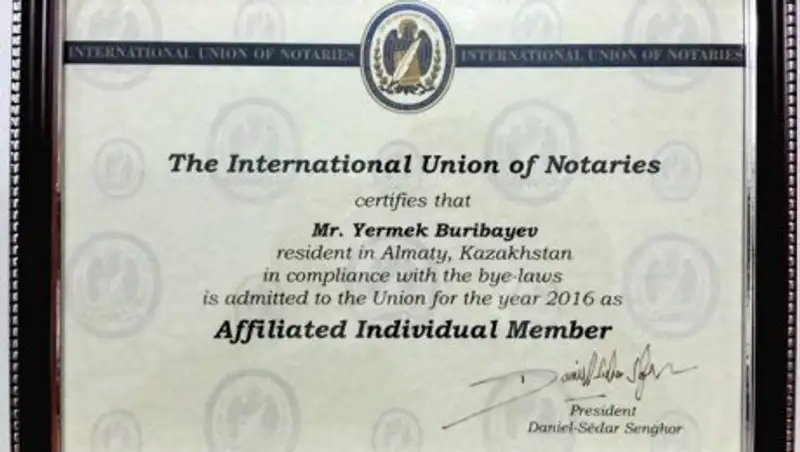 INTERNATIONAL UNION OF NOTARIES INTERNATIONAL UNION OF NOTARIES
The International Union of Notaries
certifies that
Mr. Yermek Buribayev
resident in Almaty, Kazakhstan
in compliance with the bye-laws
is admitted to the Union for the year 2016 as
Affiliated Individual Member
President
Daniel-Sédar Senghor